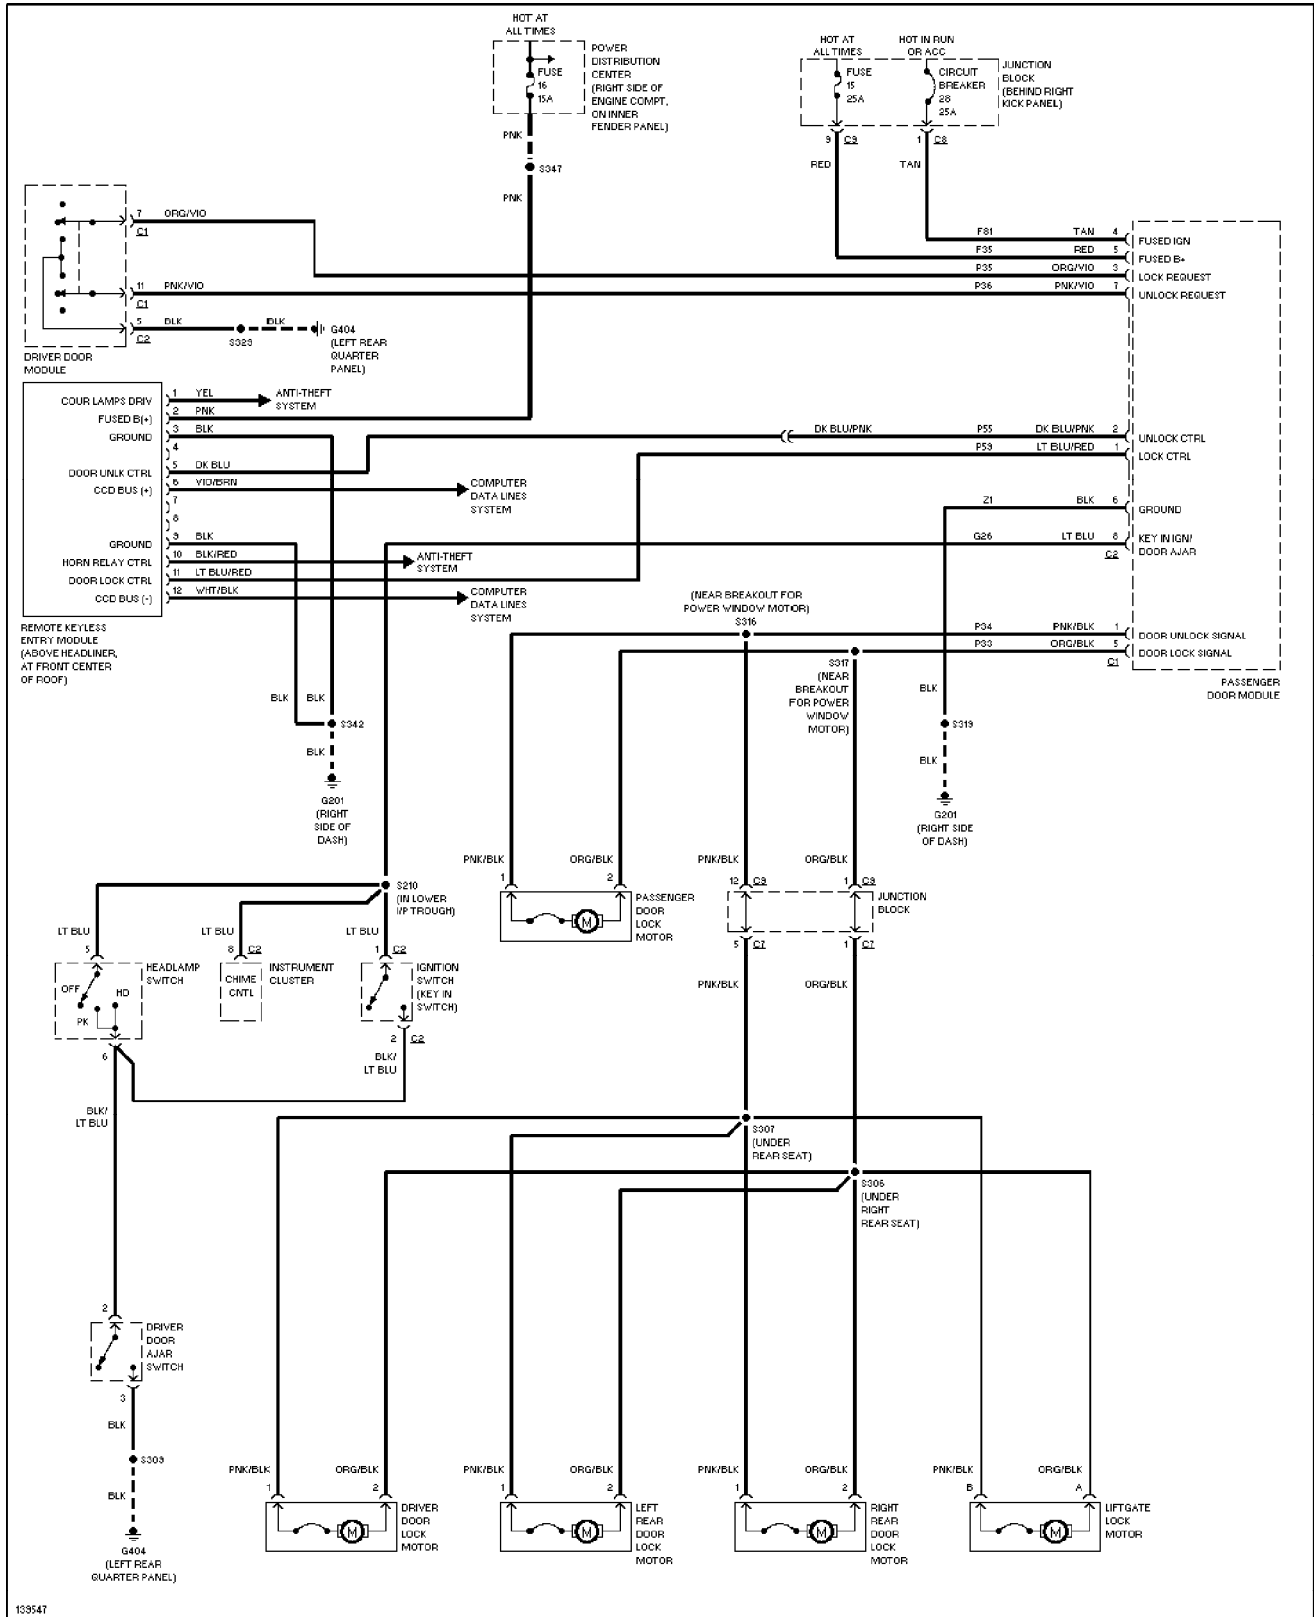 HOT AT
ALL TIMES
POWER
DISTRIBUTION
CENTER
(RIGHT SIDE OF
ENGINE COMPT,
ON INNER
FENDER PANEL)
FUSE
16
15A
PNK
S347
PNK
HOT AT
ALL TIMES
HOT IN RUN
OR ACC
FUSE
15
25A
CIRCUIT
BREAKER
28
25A
JUNCTION
BLOCK
(BEHIND RIGHT
KICK PANEL)
9 C9
1 C8
RED
TAN
7 ORG/VIO
C1
11 PNK/VIO
C1
5 BLK
C2
BLK
S323
G404
(LEFT REAR
QUARTER
PANEL)
DRIVER DOOR
MODULE
F81 TAN 4 FUSED IGN
F35 RED 5 FUSED B+
P35 ORG/VIO 3 LOCK REQUEST
P36 PNK/VIO 7 UNLOCK REQUEST
COUR LAMPS DRIV 1 YEL
ANTI-THEFT
SYSTEM
FUSED B(+) 2 PNK
GROUND 3 BLK
4
DOOR UNLK CTRL 5 DK BLU
CCD BUS (+) 6 VIO/BRN
COMPUTER
DATA LINES
SYSTEM
7
8
GROUND 9 BLK
HORN RELAY CTRL 10 BLK/RED
ANTI-THEFT
SYSTEM
DOOR LOCK CTRL 11 LT BLU/RED
CCD BUS (-) 12 WHT/BLK
COMPUTER
DATA LINES
SYSTEM
REMOTE KEYLESS
ENTRY MODULE
(ABOVE HEADLINER,
AT FRONT CENTER
OF ROOF)
DK BLU/PNK P55 DK BLU/PNK 2 UNLOCK CTRL
P59 LT BLU/RED 1 LOCK CTRL
Z1 BLK 6 GROUND
G26 LT BLU 8 KEY IN IGN/
DOOR AJAR
C2
(NEAR BREAKOUT FOR
POWER WINDOW MOTOR)
S316
P34 PNK/BLK 1 DOOR UNLOCK SIGNAL
P33 ORG/BLK 5 DOOR LOCK SIGNAL
C1
PASSENGER
DOOR MODULE
S317
(NEAR
BREAKOUT
FOR POWER
WINDOW
MOTOR)
BLK BLK
S342
BLK
G201
(RIGHT
SIDE OF
DASH)
BLK
S319
BLK
G201
(RIGHT SIDE
OF DASH)
PNK/BLK
1
ORG/BLK
2
PASSENGER
DOOR
LOCK
MOTOR
M
PNK/BLK
12 C9
ORG/BLK
1 C9
JUNCTION
BLOCK
5 C7
1 C7
PNK/BLK
ORG/BLK
S210
(IN LOWER
I/P TROUGH)
LT BLU
5
LT BLU
8 C2
LT BLU
1 C2
HEADLAMP
SWITCH
OFF
HD
PK
6
INSTRUMENT
CLUSTER
CHIME
CNTL
IGNITION
SWITCH
(KEY IN
SWITCH)
2 C2
BLK/
LT BLU
BLK/
LT BLU
S307
(UNDER
REAR SEAT)
S306
(UNDER
RIGHT
REAR SEAT)
2
DRIVER
DOOR
AJAR
SWITCH
3
BLK
S303
BLK
G404
(LEFT REAR
QUARTER PANEL)
PNK/BLK
1
ORG/BLK
2
M
DRIVER
DOOR
LOCK
MOTOR
PNK/BLK
1
ORG/BLK
2
M
LEFT
REAR
DOOR
LOCK
MOTOR
PNK/BLK
1
ORG/BLK
2
M
RIGHT
REAR
DOOR
LOCK
MOTOR
PNK/BLK
B
ORG/BLK
A
M
LIFTGATE
LOCK
MOTOR
139547